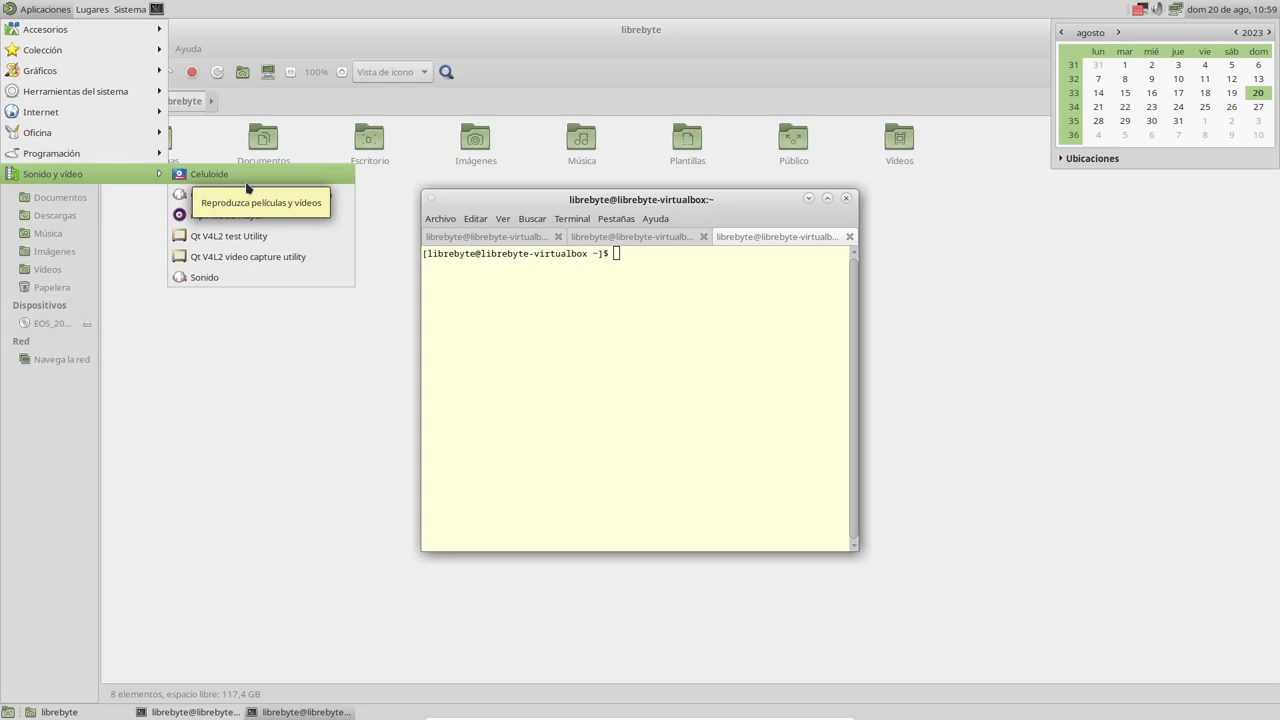 Aplicaciones Lugares Sistema
dom 20 de ago, 10:59
Accesorios
Colección
Gráficos
Herramientas del sistema
Internet
Oficina
Programación
Sonido y vídeo
Celuloide
Reproduzca películas y vídeos
Qt V4L2 test Utility
Qt V4L2 video capture utility
Sonido
librebyte
Ayuda
100%
Vista de icono
Documentos
Escritorio
Imágenes
Música
Plantillas
Público
Vídeos
Documentos
Descargas
Música
Imágenes
Vídeos
Papelera
Dispositivos
EOS_20...
Red
Navega la red
librebyte@librebyte-virtualbox:~
Archivo Editar Ver Buscar Terminal Pestañas Ayuda
librebyte@librebyte-virtualb... librebyte@librebyte-virtualb... librebyte@librebyte-virtualb...
[librebyte@librebyte-virtualbox ~]$
agosto 2023
lun mar mié jue vie sáb dom
31 31 1 2 3 4 5 6
32 7 8 9 10 11 12 13
33 14 15 16 17 18 19 20
34 21 22 23 24 25 26 27
35 28 29 30 31 1 2 3
36 4 5 6 7 8 9 10
Ubicaciones
8 elementos, espacio libre: 117,4 GB
librebyte librebyte@librebyte... librebyte@librebyte...